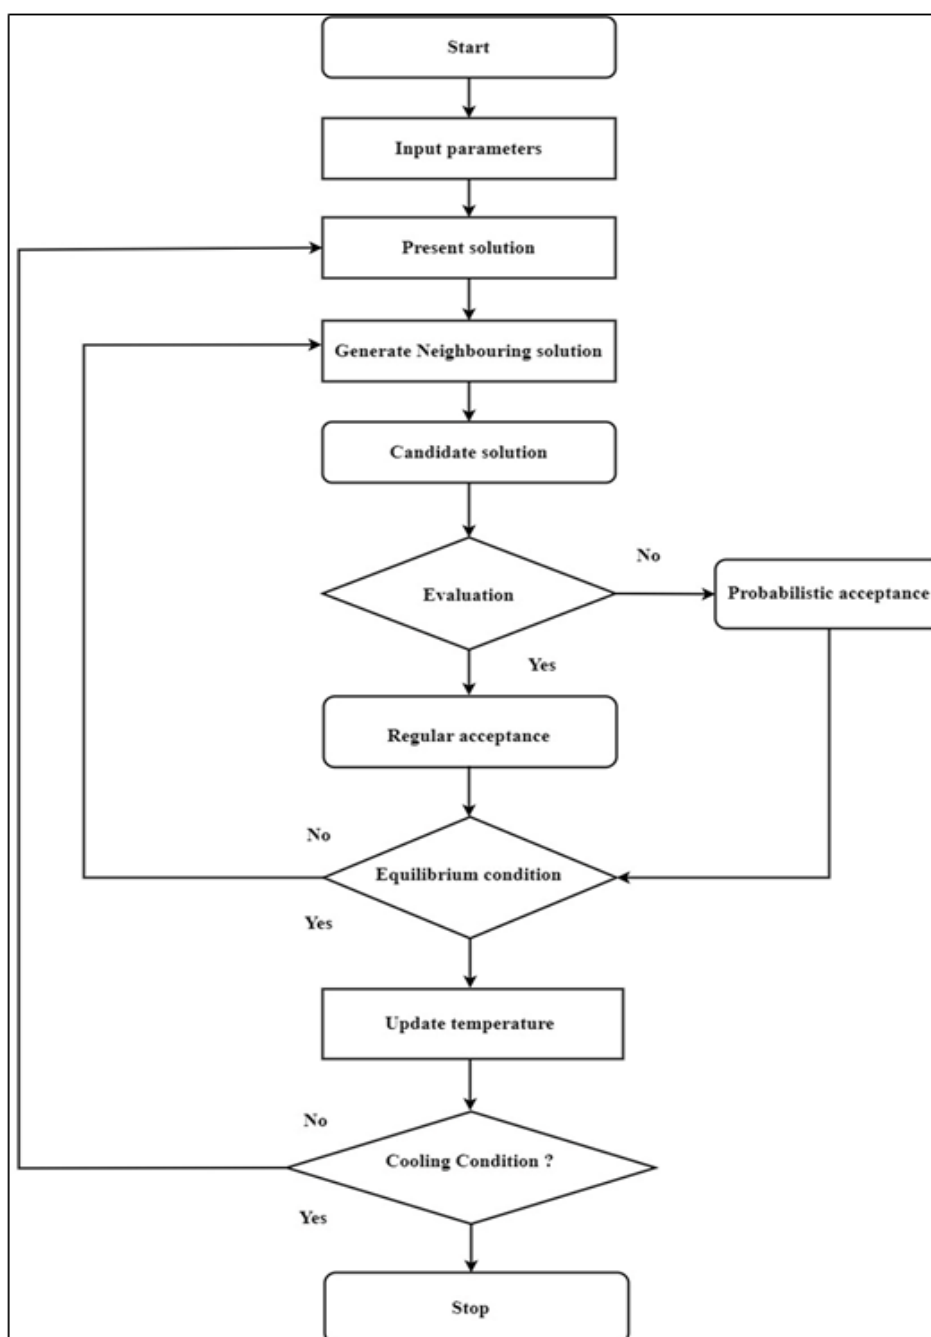 Start
Input parameters
Present solution
Generate Neighbouring solution
Candidate solution
No
Evaluation
Probabilistic acceptance
Yes
Regular acceptance
No
Equilibrium condition
Yes
Update temperature
No
Cooling Condition ?
Yes
Stop